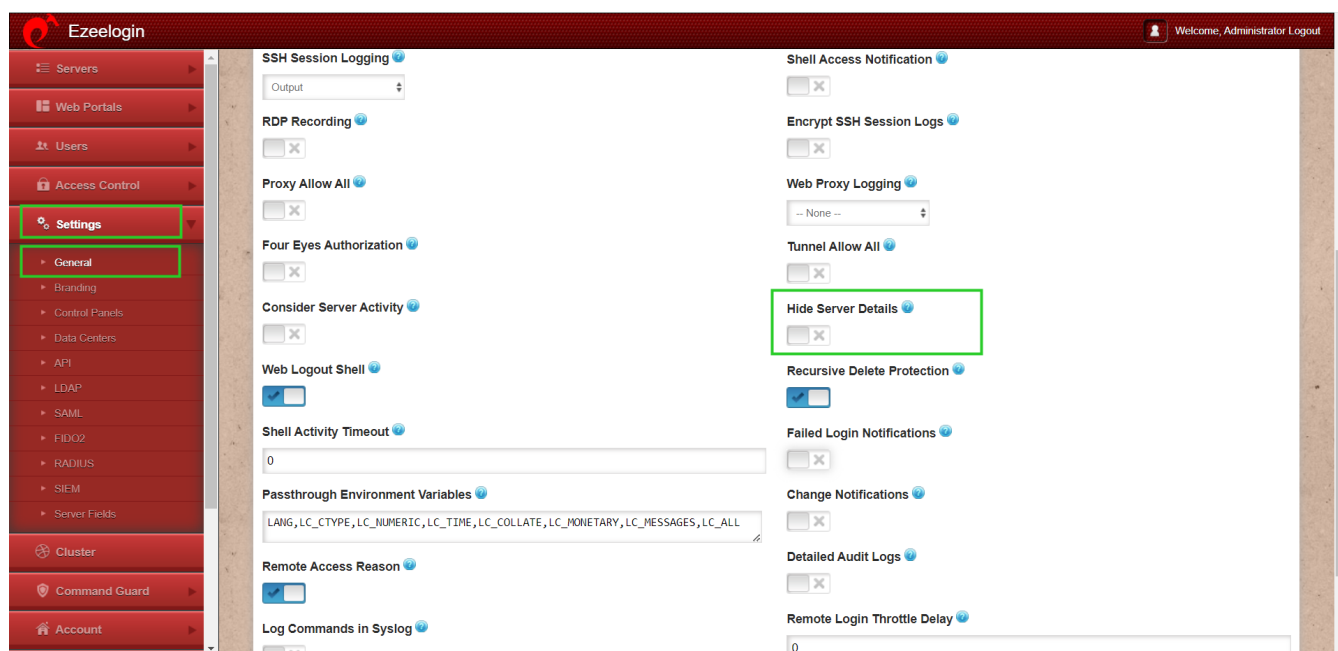 Ezeelogin
Welcome, Administrator Logout
Servers
Web Portals
Users
Access Control
Settings
General
Branding
Control Panels
Data Centers
API
LDAP
SAML
FIDO2
RADIUS
SIEM
Server Fields
Cluster
Command Guard
Account
SSH Session Logging
Output
RDP Recording
Proxy Allow All
Four Eyes Authorization
Consider Server Activity
Web Logout Shell
Shell Activity Timeout
0
Passthrough Environment Variables
LANG,LC_CTYPE,LC_NUMERIC,LC_TIME,LC_COLLATE,LC_MONETARY,LC_MESSAGES,LC_ALL
Remote Access Reason
Log Commands in Syslog
Shell Access Notification
Encrypt SSH Session Logs
Web Proxy Logging
-- None --
Tunnel Allow All
Hide Server Details
Recursive Delete Protection
Failed Login Notifications
Change Notifications
Detailed Audit Logs
Remote Login Throttle Delay
0